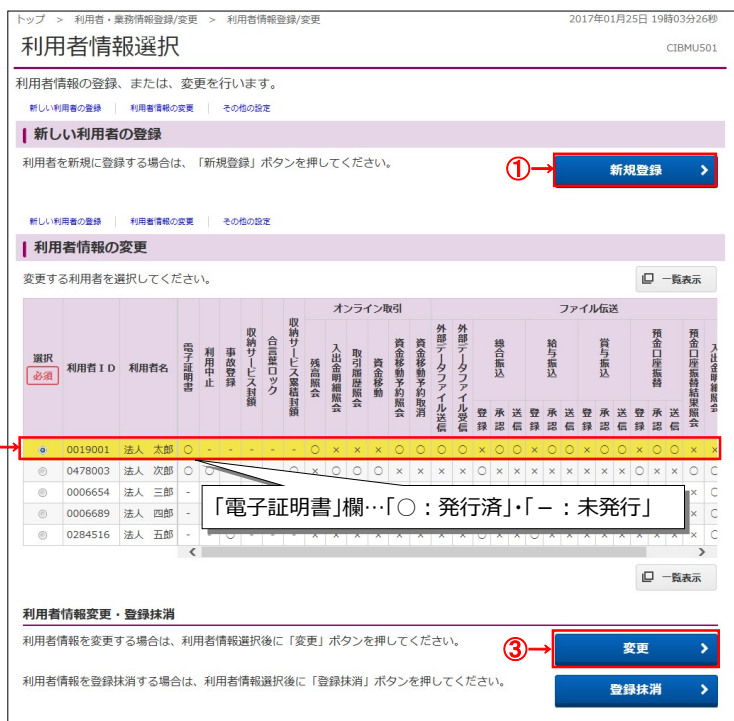 トップ > 利用者・業務情報登録/変更 > 利用者情報登録/変更
2017年01月25日 19時03分26秒
利用者情報選択
CIBMU501
利用者情報の登録、または、変更を行います。
新しい利用者の登録 利用者情報の変更 その他の設定
新しい利用者の登録
利用者を新規に登録する場合は、「新規登録」ボタンを押してください。
①→ 新規登録
新しい利用者の登録 利用者情報の変更 その他の設定
利用者情報の変更
変更する利用者を選択してください。
一覧表示
オンライン取引 ファイル伝送
選択 必須
利用者ID
利用者名
電子証明書
利用中止
事故登録
収納サービス封鎖
合言葉ロック
収納サービス累積封鎖
残高照会
入出金明細照会
取引履歴照会
資金移動
資金移動予約照会
資金移動予約取消
外部データファイル送信
外部データファイル受信
総合振込
給与振込
賞与振込
預金口座振替
預金口座振替結果照会
入出金明細照会
登録 承認 送信 登録 承認 送信 登録 承認 送信 登録 承認 送信
0019001 法人 太郎 ○ - - - - ○ × × × ○ ○ ○ ○ × ○ ○ × ○ ○ × ○ ○ × ○ ○ × ×
0478003 法人 次郎 ○
0006654 法人 三郎 -
0006689 法人 四郎 -
0284516 法人 五郎 -
「電子証明書」欄…「○：発行済」・「－：未発行」
一覧表示
利用者情報変更・登録抹消
利用者情報を変更する場合は、利用者情報選択後に「変更」ボタンを押してください。
③→ 変更
利用者情報を登録抹消する場合は、利用者情報選択後に「登録抹消」ボタンを押してください。
登録抹消